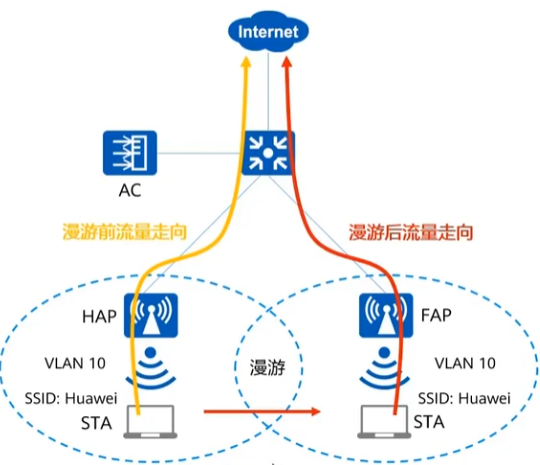 Internet
AC
漫游前流量走向
漫游后流量走向
HAP
FAP
VLAN 10
漫游
VLAN 10
SSID: Huawei
SSID: Huawei
STA
STA